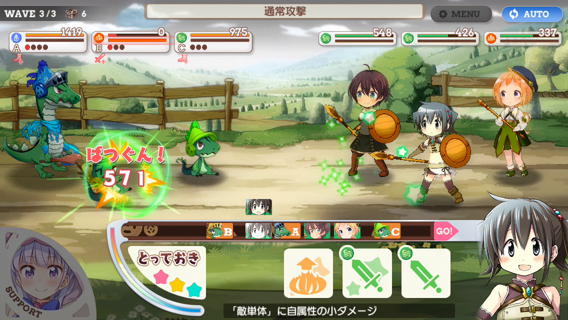 WAVE 3/3 6
通常攻撃
MENU
AUTO
1419
0
975
548
426
337
A
B
C
ばつぐん!
571
B
A
C
GO!
とっておき
SUPPORT
「敵単体」に自属性の小ダメージ